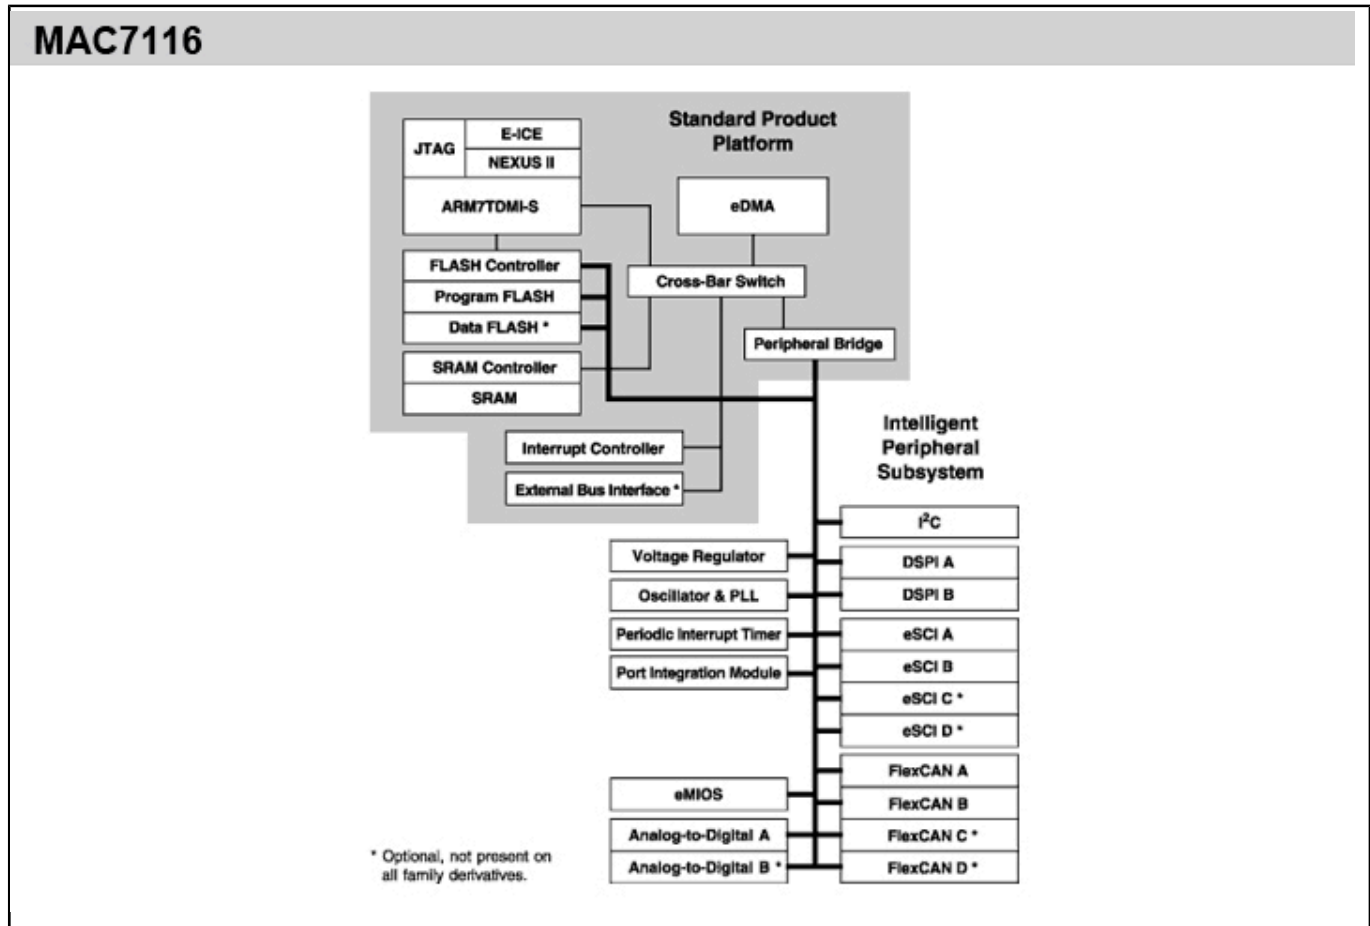 MAC7116
Standard Product
Platform
JTAG
E-ICE
NEXUS II
ARM7TDMI-S
eDMA
FLASH Controller
Program FLASH
Data FLASH *
Cross-Bar Switch
Peripheral Bridge
SRAM Controller
SRAM
Interrupt Controller
External Bus Interface *
Intelligent
Peripheral
Subsystem
I²C
Voltage Regulator
DSPI A
Oscillator & PLL
DSPI B
Periodic Interrupt Timer
eSCI A
Port Integration Module
eSCI B
eSCI C *
eSCI D *
FlexCAN A
eMIOS
FlexCAN B
Analog-to-Digital A
FlexCAN C *
Analog-to-Digital B *
FlexCAN D *
* Optional, not present on
all family derivatives.